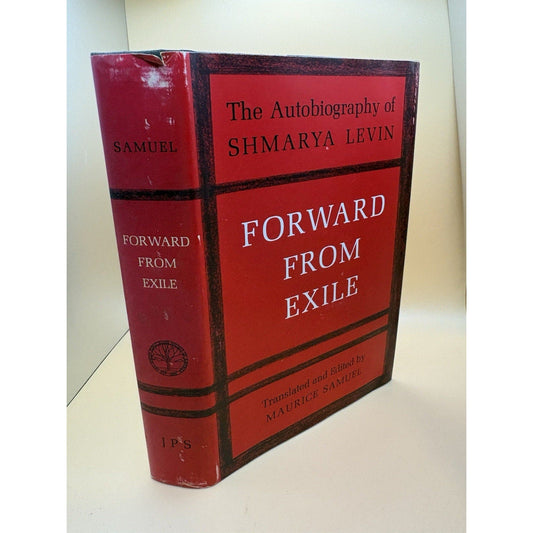 SAMUEL
FORWARD
FROM
EXILE
JPS
The Autobiography of
SHMARYA LEVIN
FORWARD
FROM
EXILE
Translated and Edited by
MAURICE SAMUEL